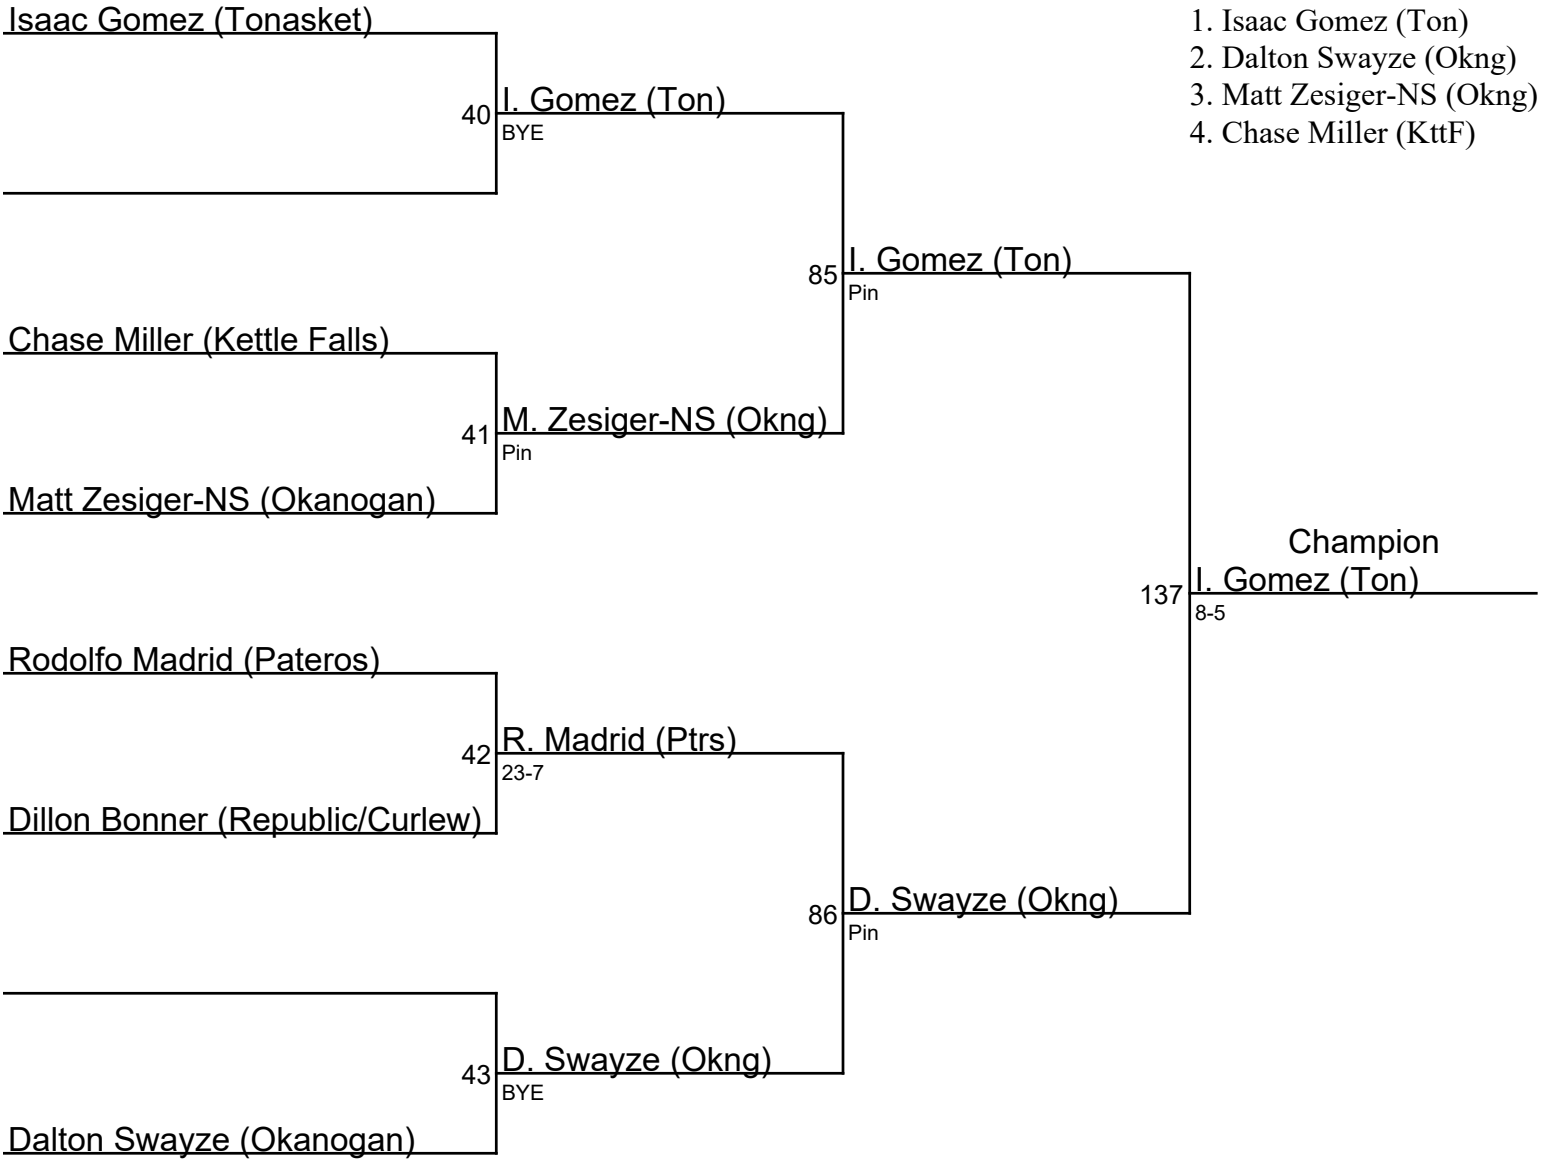 Isaac Gomez (Tonasket)
1. Isaac Gomez (Ton)
2. Dalton Swayze (Okng)
3. Matt Zesiger-NS (Okng)
4. Chase Miller (KttF)
40
I. Gomez (Ton)
BYE
85
I. Gomez (Ton)
Pin
Chase Miller (Kettle Falls)
41
M. Zesiger-NS (Okng)
Pin
Matt Zesiger-NS (Okanogan)
Champion
137
I. Gomez (Ton)
8-5
Rodolfo Madrid (Pateros)
42
R. Madrid (Ptrs)
23-7
Dillon Bonner (Republic/Curlew)
86
D. Swayze (Okng)
Pin
43
D. Swayze (Okng)
BYE
Dalton Swayze (Okanogan)